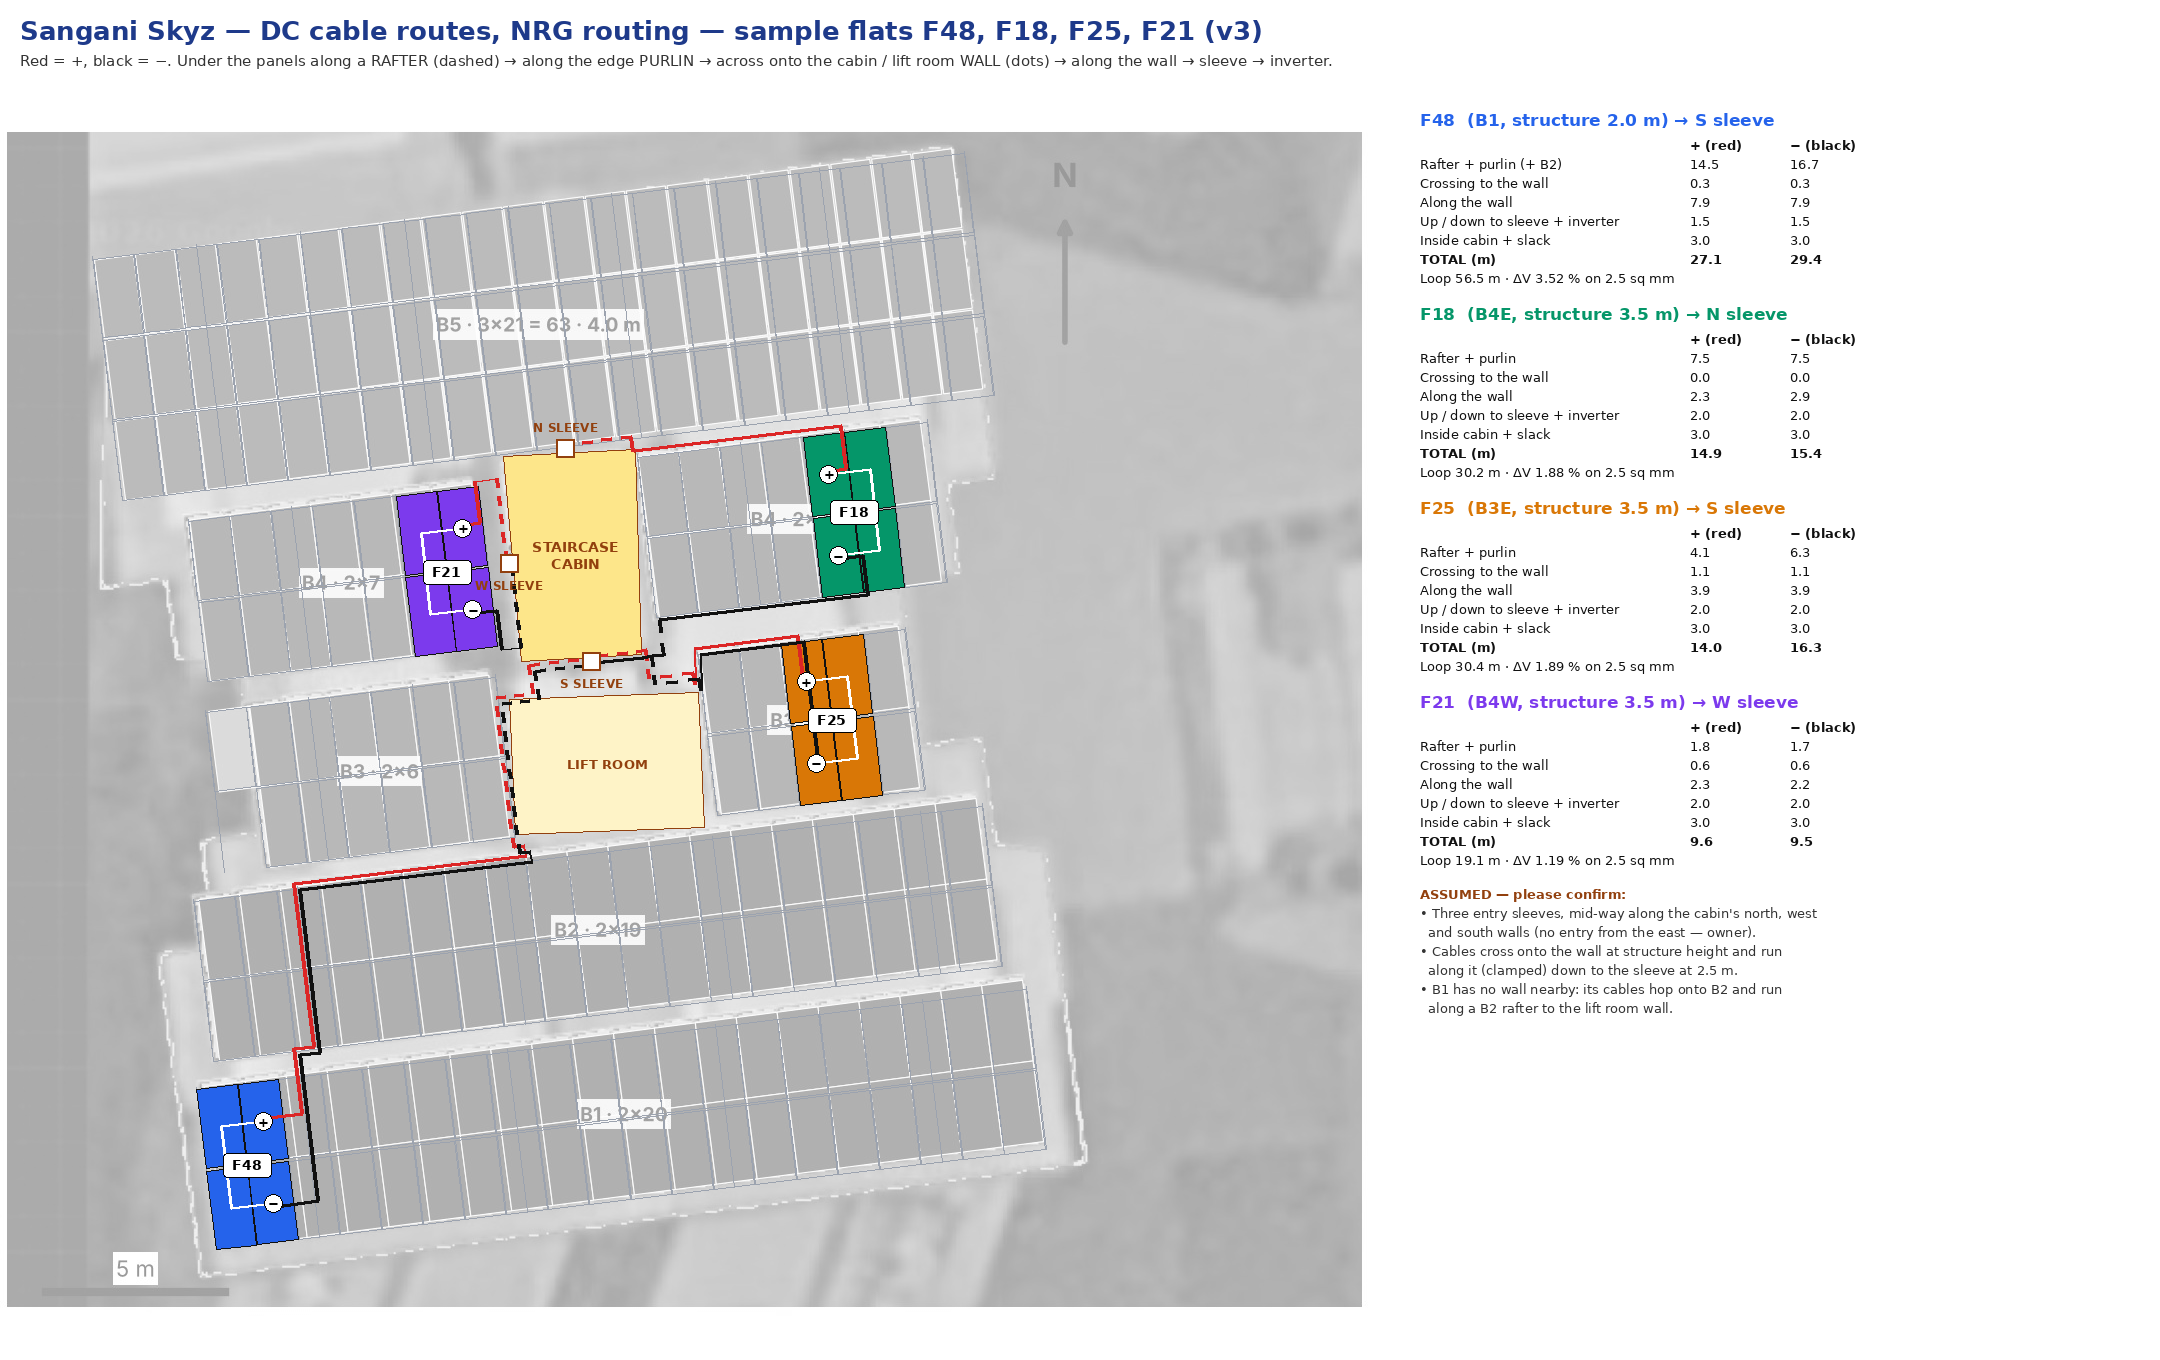 Sangani Skyz — DC cable routes, NRG routing — sample flats F48, F18, F25, F21 (v3)
Red = +, black = −. Under the panels along a RAFTER (dashed) → along the edge PURLIN → across onto the cabin / lift room WALL (dots) → along the wall → sleeve → inverter.
N
B5 · 3×21 = 63 · 4.0 m
N SLEEVE
+
F18
−
B4 · 2×
STAIRCASE
CABIN
+
F21
−
B4 · 2×7
W SLEEVE
S SLEEVE
+
F25
−
LIFT ROOM
B3 · 2×6
B2 · 2×19
B1 · 2×20
+
F48
−
5 m
F48 (B1, structure 2.0 m) → S sleeve
+ (red) − (black)
Rafter + purlin (+ B2) 14.5 16.7
Crossing to the wall 0.3 0.3
Along the wall 7.9 7.9
Up / down to sleeve + inverter 1.5 1.5
Inside cabin + slack 3.0 3.0
TOTAL (m) 27.1 29.4
Loop 56.5 m · ΔV 3.52 % on 2.5 sq mm
F18 (B4E, structure 3.5 m) → N sleeve
+ (red) − (black)
Rafter + purlin 7.5 7.5
Crossing to the wall 0.0 0.0
Along the wall 2.3 2.9
Up / down to sleeve + inverter 2.0 2.0
Inside cabin + slack 3.0 3.0
TOTAL (m) 14.9 15.4
Loop 30.2 m · ΔV 1.88 % on 2.5 sq mm
F25 (B3E, structure 3.5 m) → S sleeve
+ (red) − (black)
Rafter + purlin 4.1 6.3
Crossing to the wall 1.1 1.1
Along the wall 3.9 3.9
Up / down to sleeve + inverter 2.0 2.0
Inside cabin + slack 3.0 3.0
TOTAL (m) 14.0 16.3
Loop 30.4 m · ΔV 1.89 % on 2.5 sq mm
F21 (B4W, structure 3.5 m) → W sleeve
+ (red) − (black)
Rafter + purlin 1.8 1.7
Crossing to the wall 0.6 0.6
Along the wall 2.3 2.2
Up / down to sleeve + inverter 2.0 2.0
Inside cabin + slack 3.0 3.0
TOTAL (m) 9.6 9.5
Loop 19.1 m · ΔV 1.19 % on 2.5 sq mm
ASSUMED — please confirm:
• Three entry sleeves, mid-way along the cabin's north, west
and south walls (no entry from the east — owner).
• Cables cross onto the wall at structure height and run
along it (clamped) down to the sleeve at 2.5 m.
• B1 has no wall nearby: its cables hop onto B2 and run
along a B2 rafter to the lift room wall.